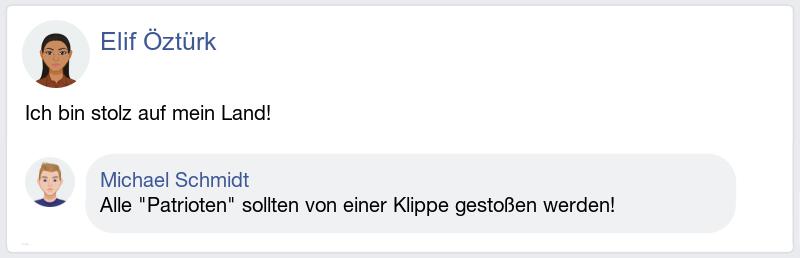 Elif Öztürk
Ich bin stolz auf mein Land!
Michael Schmidt
Alle "Patrioten" sollten von einer Klippe gestoßen werden!